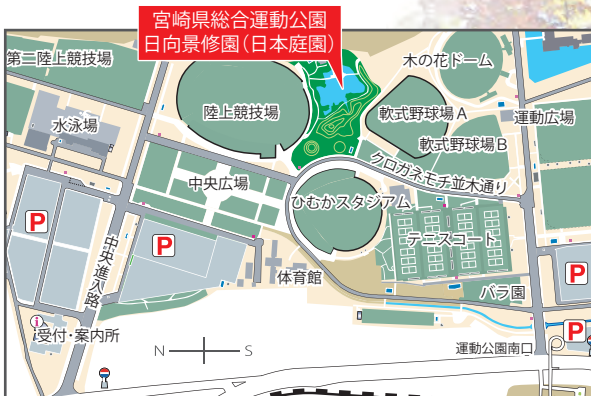 宮崎県総合運動公園
日向景修園(日本庭園)
第二陸上競技場
木の花ドーム
陸上競技場
軟式野球場A
運動広場
水泳場
軟式野球場B
クロガネモチ並木通り
中央広場
ひむかスタジアム
テニスコート
P
P
中央進入路
体育館
P
バラ園
i
受付・案内所
P
N
S
運動公園南口